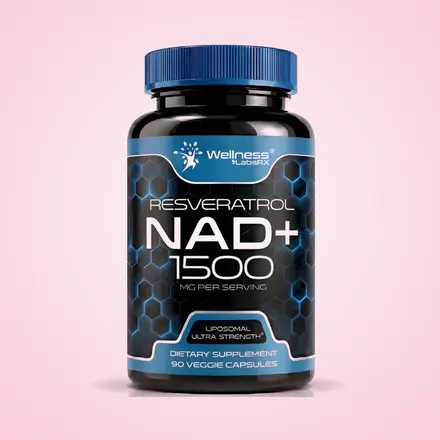 Wellness®
LabsRX
RESVERATROL
NAD+
1500
MG PER SERVING
LIPOSOMAL
ULTRA STRENGTH*
DIETARY SUPPLEMENT
90 VEGGIE CAPSULES